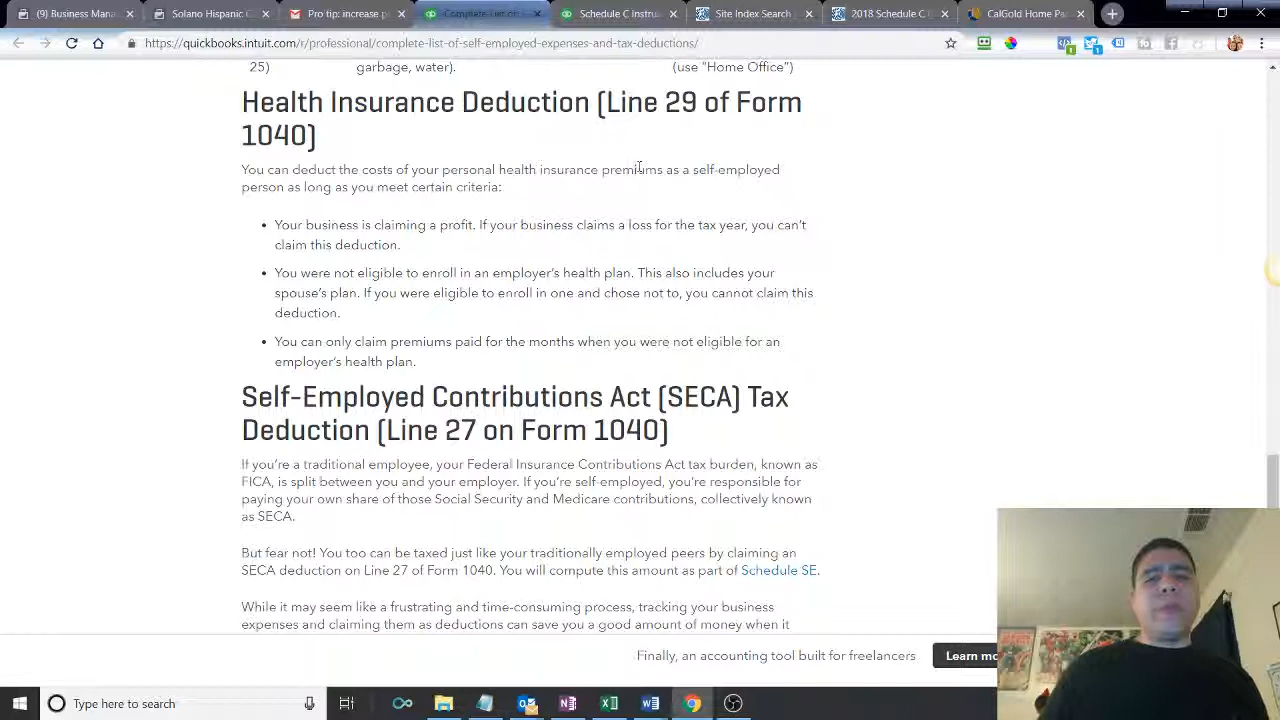 (9) Business Mana
Solano Hispanic C
Pro tip: increase p
Complete List of S
Schedule C Instru
Site Index Search
2018 Schedule C
CalGold Home Pa
https://quickbooks.intuit.com/r/professional/complete-list-of-self-employed-expenses-and-tax-deductions/
25) garbage, water). (use "Home Office")
Health Insurance Deduction (Line 29 of Form
1040)
You can deduct the costs of your personal health insurance premiums as a self-employed
person as long as you meet certain criteria:
• Your business is claiming a profit. If your business claims a loss for the tax year, you can't
claim this deduction.
• You were not eligible to enroll in an employer's health plan. This also includes your
spouse's plan. If you were eligible to enroll in one and chose not to, you cannot claim this
deduction.
• You can only claim premiums paid for the months when you were not eligible for an
employer's health plan.
Self-Employed Contributions Act (SECA) Tax
Deduction (Line 27 on Form 1040)
If you're a traditional employee, your Federal Insurance Contributions Act tax burden, known as
FICA, is split between you and your employer. If you're self-employed, you're responsible for
paying your own share of those Social Security and Medicare contributions, collectively known
as SECA.
But fear not! You too can be taxed just like your traditionally employed peers by claiming an
SECA deduction on Line 27 of Form 1040. You will compute this amount as part of Schedule SE.
While it may seem like a frustrating and time-consuming process, tracking your business
expenses and claiming them as deductions can save you a good amount of money when it
Finally, an accounting tool built for freelancers
Learn mo
Type here to search